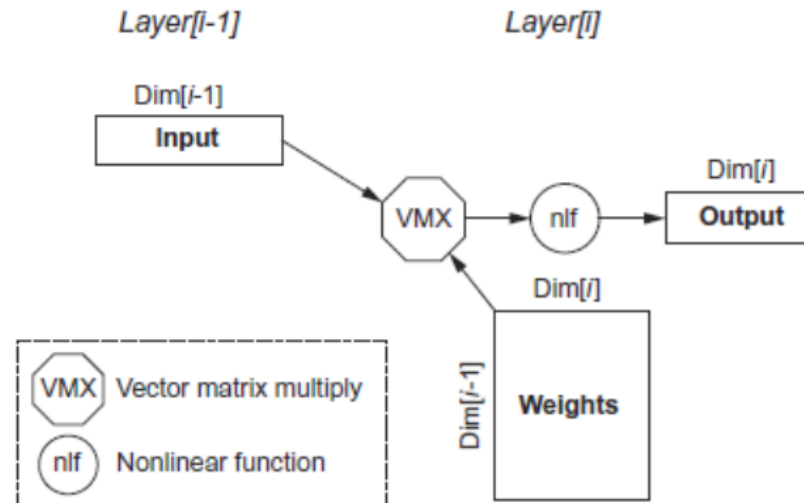 Layer[i-1]
Layer[i]
Dim[i-1]
Input
VMX
nlf
Dim[i]
Output
Dim[i]
Dim[i-1]
Weights
VMX Vector matrix multiply
nlf Nonlinear function